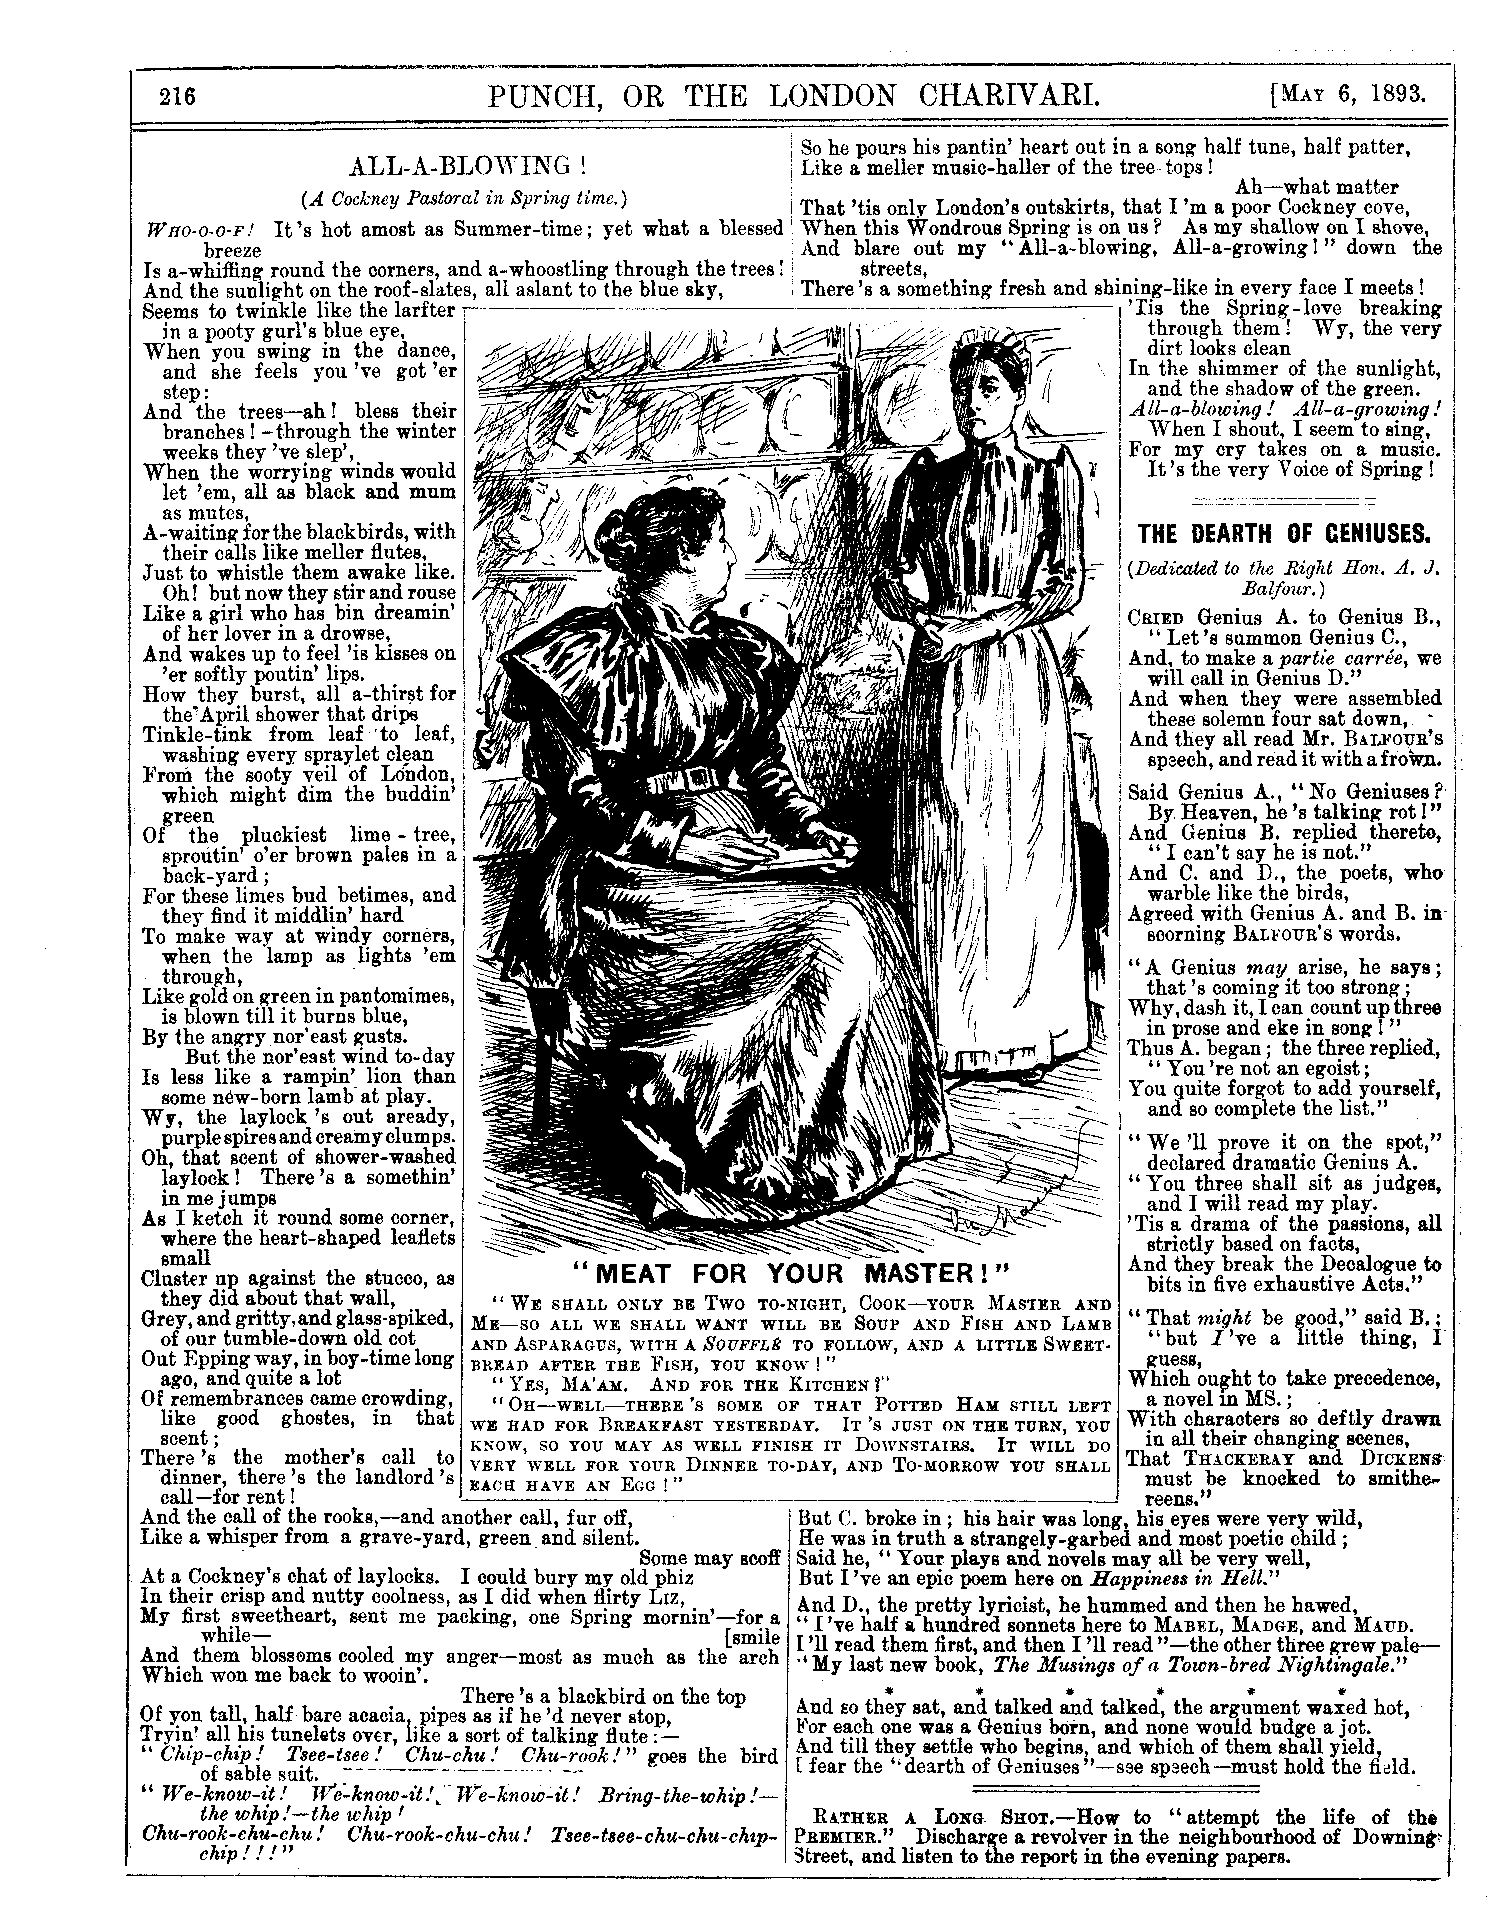 216
PUNCH, OR THE LONDON CHARIVARI.
[MAY 6, 1893.
ALL-A-BLOWING!
(A Cockney Pastoral in Spring time.)
WHO-O-O-F! It's hot amost as Summer-time; yet what a blessed
breeze
Is a-whiffing round the corners, and a-whoostling through the trees!
And the sunlight on the roof-slates, all aslant to the blue sky,
Seems to twinkle like the larfter
in a pooty gurl's blue eye,
When you swing in the dance,
and she feels you 've got 'er
step:
And the trees—ah! bless their
branches!—through the winter
weeks they 've slep',
When the worrying winds would
let 'em, all as black and mum
as mutes,
A-waiting for the blackbirds, with
their calls like meller flutes,
Just to whistle them awake like.
Oh! but now they stir and rouse
Like a girl who has bin dreamin'
of her lover in a drowse,
And wakes up to feel 'is kisses on
'er softly poutin' lips.
How they burst, all a-thirst for
the April shower that drips
Tinkle-tink from leaf to leaf,
washing every spraylet clean
From the sooty veil of London,
which might dim the buddin'
green
Of the pluckiest lime-tree,
sproutin' o'er brown pales in a
back-yard;
For these limes bud betimes, and
they find it middlin' hard
To make way at windy corners,
when the lamp as lights 'em
through,
Like gold on green in pantomimes,
is blown till it burns blue,
By the angry nor'east gusts.
But the nor'east wind to-day
Is less like a rampin' lion than
some new-born lamb at play.
Wy, the laylock 's out aready,
purple spires and creamy clumps.
Oh, that scent of shower-washed
laylock! There 's a somethin'
in me jumps
As I ketch it round some corner,
where the heart-shaped leaflets
small
Cluster up against the stucco, as
they did about that wall,
Grey, and gritty, and glass-spiked,
of our tumble-down old cot
Out Epping way, in boy-time long
ago, and quite a lot
Of remembrances came crowding,
like good ghostes, in that
scent;
There 's the mother's call to
dinner, there 's the landlord 's
call—for rent!
And the call of the rooks,—and another call, fur off,
Like a whisper from a grave-yard, green and silent.
Some may scoff
At a Cockney's chat of laylocks. I could bury my old phiz
In their crisp and nutty coolness, as I did when flirty LIZ,
My first sweetheart, sent me packing, one Spring mornin'—for a
while— [smile
And them blossoms cooled my anger—most as much as the arch
Which won me back to wooin'.
There 's a blackbird on the top
Of yon tall, half bare acacia, pipes as if he 'd never stop,
Tryin' all his tunelets over, like a sort of talking flute:—
"Chip-chip! Tsee-tsee! Chu-chu! Chu-rook!" goes the bird
of sable suit.
"We-know-it! We-know-it! We-know-it! Bring-the-whip!—
the whip!—the whip!
Chu-rook-chu-chu! Chu-rook-chu-chu! Tsee-tsee-chu-chu-chip-
chip!!!"
So he pours his pantin' heart out in a song half tune, half patter,
Like a meller music-haller of the tree-tops!
Ah—what matter
That 'tis only London's outskirts, that I 'm a poor Cockney cove,
When this Wondrous Spring is on us? As my shallow on I shove,
And blare out my "All-a-blowing, All-a-growing!" down the
streets,
There 's a something fresh and shining-like in every face I meets!
'Tis the Spring-love breaking
through them! Wy, the very
dirt looks clean
In the shimmer of the sunlight,
and the shadow of the green.
All-a-blowing! All-a-growing!
When I shout, I seem to sing,
For my cry takes on a music.
It 's the very Voice of Spring!
Du Maurier
"MEAT FOR YOUR MASTER!"
"WE SHALL ONLY BE TWO TO-NIGHT, COOK—YOUR MASTER AND
ME—SO ALL WE SHALL WANT WILL BE SOUP AND FISH AND LAMB
AND ASPARAGUS, WITH A SOUFFLÉ TO FOLLOW, AND A LITTLE SWEET-
BREAD AFTER THE FISH, YOU KNOW!"
"YES, MA'AM. AND FOR THE KITCHEN?"
"OH—WELL—THERE 'S SOME OF THAT POTTED HAM STILL LEFT
WE HAD FOR BREAKFAST YESTERDAY. IT 'S JUST ON THE TURN, YOU
KNOW, SO YOU MAY AS WELL FINISH IT DOWNSTAIRS. IT WILL DO
VERY WELL FOR YOUR DINNER TO-DAY, AND TO-MORROW YOU SHALL
EACH HAVE AN EGG!"
THE DEARTH OF GENIUSES.
(Dedicated to the Right Hon. A. J.
Balfour.)
CRIED Genius A. to Genius B.,
"Let 's summon Genius C.,
And, to make a partie carrée, we
will call in Genius D."
And when they were assembled
these solemn four sat down,
And they all read Mr. BALFOUR'S
speech, and read it with a frown.
Said Genius A., "No Geniuses?
By Heaven, he 's talking rot!"
And Genius B. replied thereto,
"I can't say he is not."
And C. and D., the poets, who
warble like the birds,
Agreed with Genius A. and B. in
scorning BALFOUR'S words.
"A Genius may arise, he says;
that 's coming it too strong;
Why, dash it, I can count up three
in prose and eke in song!"
Thus A. began; the three replied,
"You 're not an egoist;
You quite forgot to add yourself,
and so complete the list."
"We 'll prove it on the spot,"
declared dramatic Genius A.
"You three shall sit as judges,
and I will read my play.
'Tis a drama of the passions, all
strictly based on facts,
And they break the Decalogue to
bits in five exhaustive Acts."
"That might be good," said B.;
"but I 've a little thing, I
guess,
Which ought to take precedence,
a novel in MS.;
With characters so deftly drawn
in all their changing scenes,
That THACKERAY and DICKENS
must be knocked to smithe-
reens."
But C. broke in; his hair was long, his eyes were very wild,
He was in truth a strangely-garbed and most poetic child;
Said he, "Your plays and novels may all be very well,
But I 've an epic poem here on Happiness in Hell."
And D., the pretty lyricist, he hummed and then he hawed,
"I 've half a hundred sonnets here to MABEL, MADGE, and MAUD.
I 'll read them first, and then I 'll read"—the other three grew pale—
"My last new book, The Musings of a Town-bred Nightingale."
* * * * * *
And so they sat, and talked and talked, the argument waxed hot,
For each one was a Genius born, and none would budge a jot.
And till they settle who begins, and which of them shall yield,
I fear the "dearth of Geniuses"—see speech—must hold the field.
RATHER A LONG SHOT.—How to "attempt the life of the
PREMIER." Discharge a revolver in the neighbourhood of Downing
Street, and listen to the report in the evening papers.